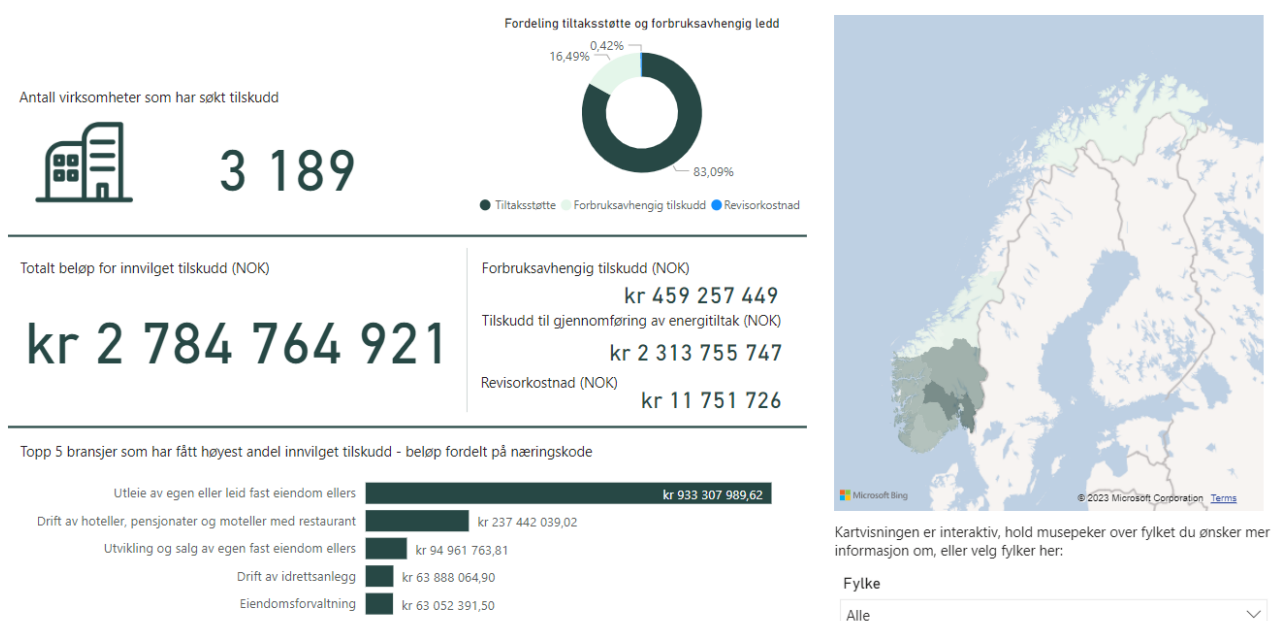 Fordeling tiltaksstøtte og forbruksavhengig ledd
0,42%
16,49%
83,09%
Tiltaksstøtte Forbruksavhengig tilskudd Revisorkostnad
Antall virksomheter som har søkt tilskudd
3 189
Totalt beløp for innvilget tilskudd (NOK)
kr 2 784 764 921
Forbruksavhengig tilskudd (NOK)
kr 459 257 449
Tilskudd til gjennomføring av energitiltak (NOK)
kr 2 313 755 747
Revisorkostnad (NOK)
kr 11 751 726
Topp 5 bransjer som har fått høyest andel innvilget tilskudd - beløp fordelt på næringskode
Utleie av egen eller leid fast eiendom ellers kr 933 307 989,62
Drift av hoteller, pensjonater og moteller med restaurant kr 237 442 039,02
Utvikling og salg av egen fast eiendom ellers kr 94 961 763,81
Drift av idrettsanlegg kr 63 888 064,90
Eiendomsforvaltning kr 63 052 391,50
Microsoft Bing
© 2023 Microsoft Corporation Terms
Kartvisningen er interaktiv, hold musepeker over fylket du ønsker mer
informasjon om, eller velg fylker her:
Fylke
Alle